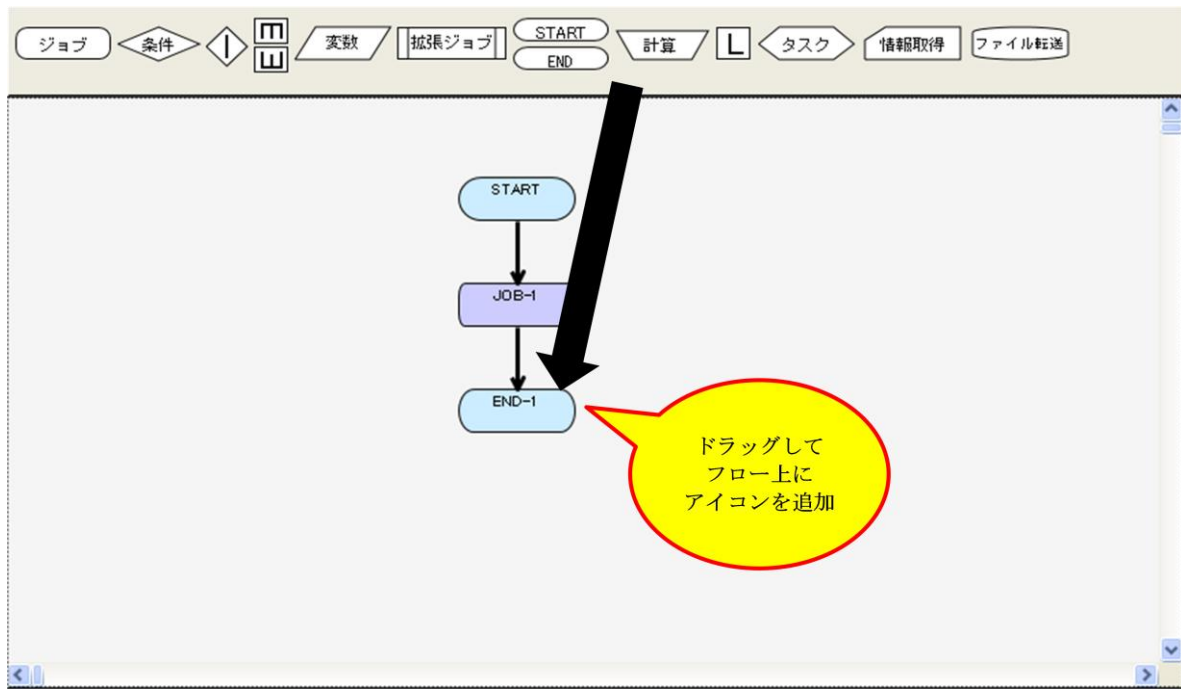 ジョブ 条件 変数 拡張ジョブ START 計算 L タスク 情報取得 ファイル転送
END
START
JOB-1
END-1
ドラッグして
フロー上に
アイコンを追加